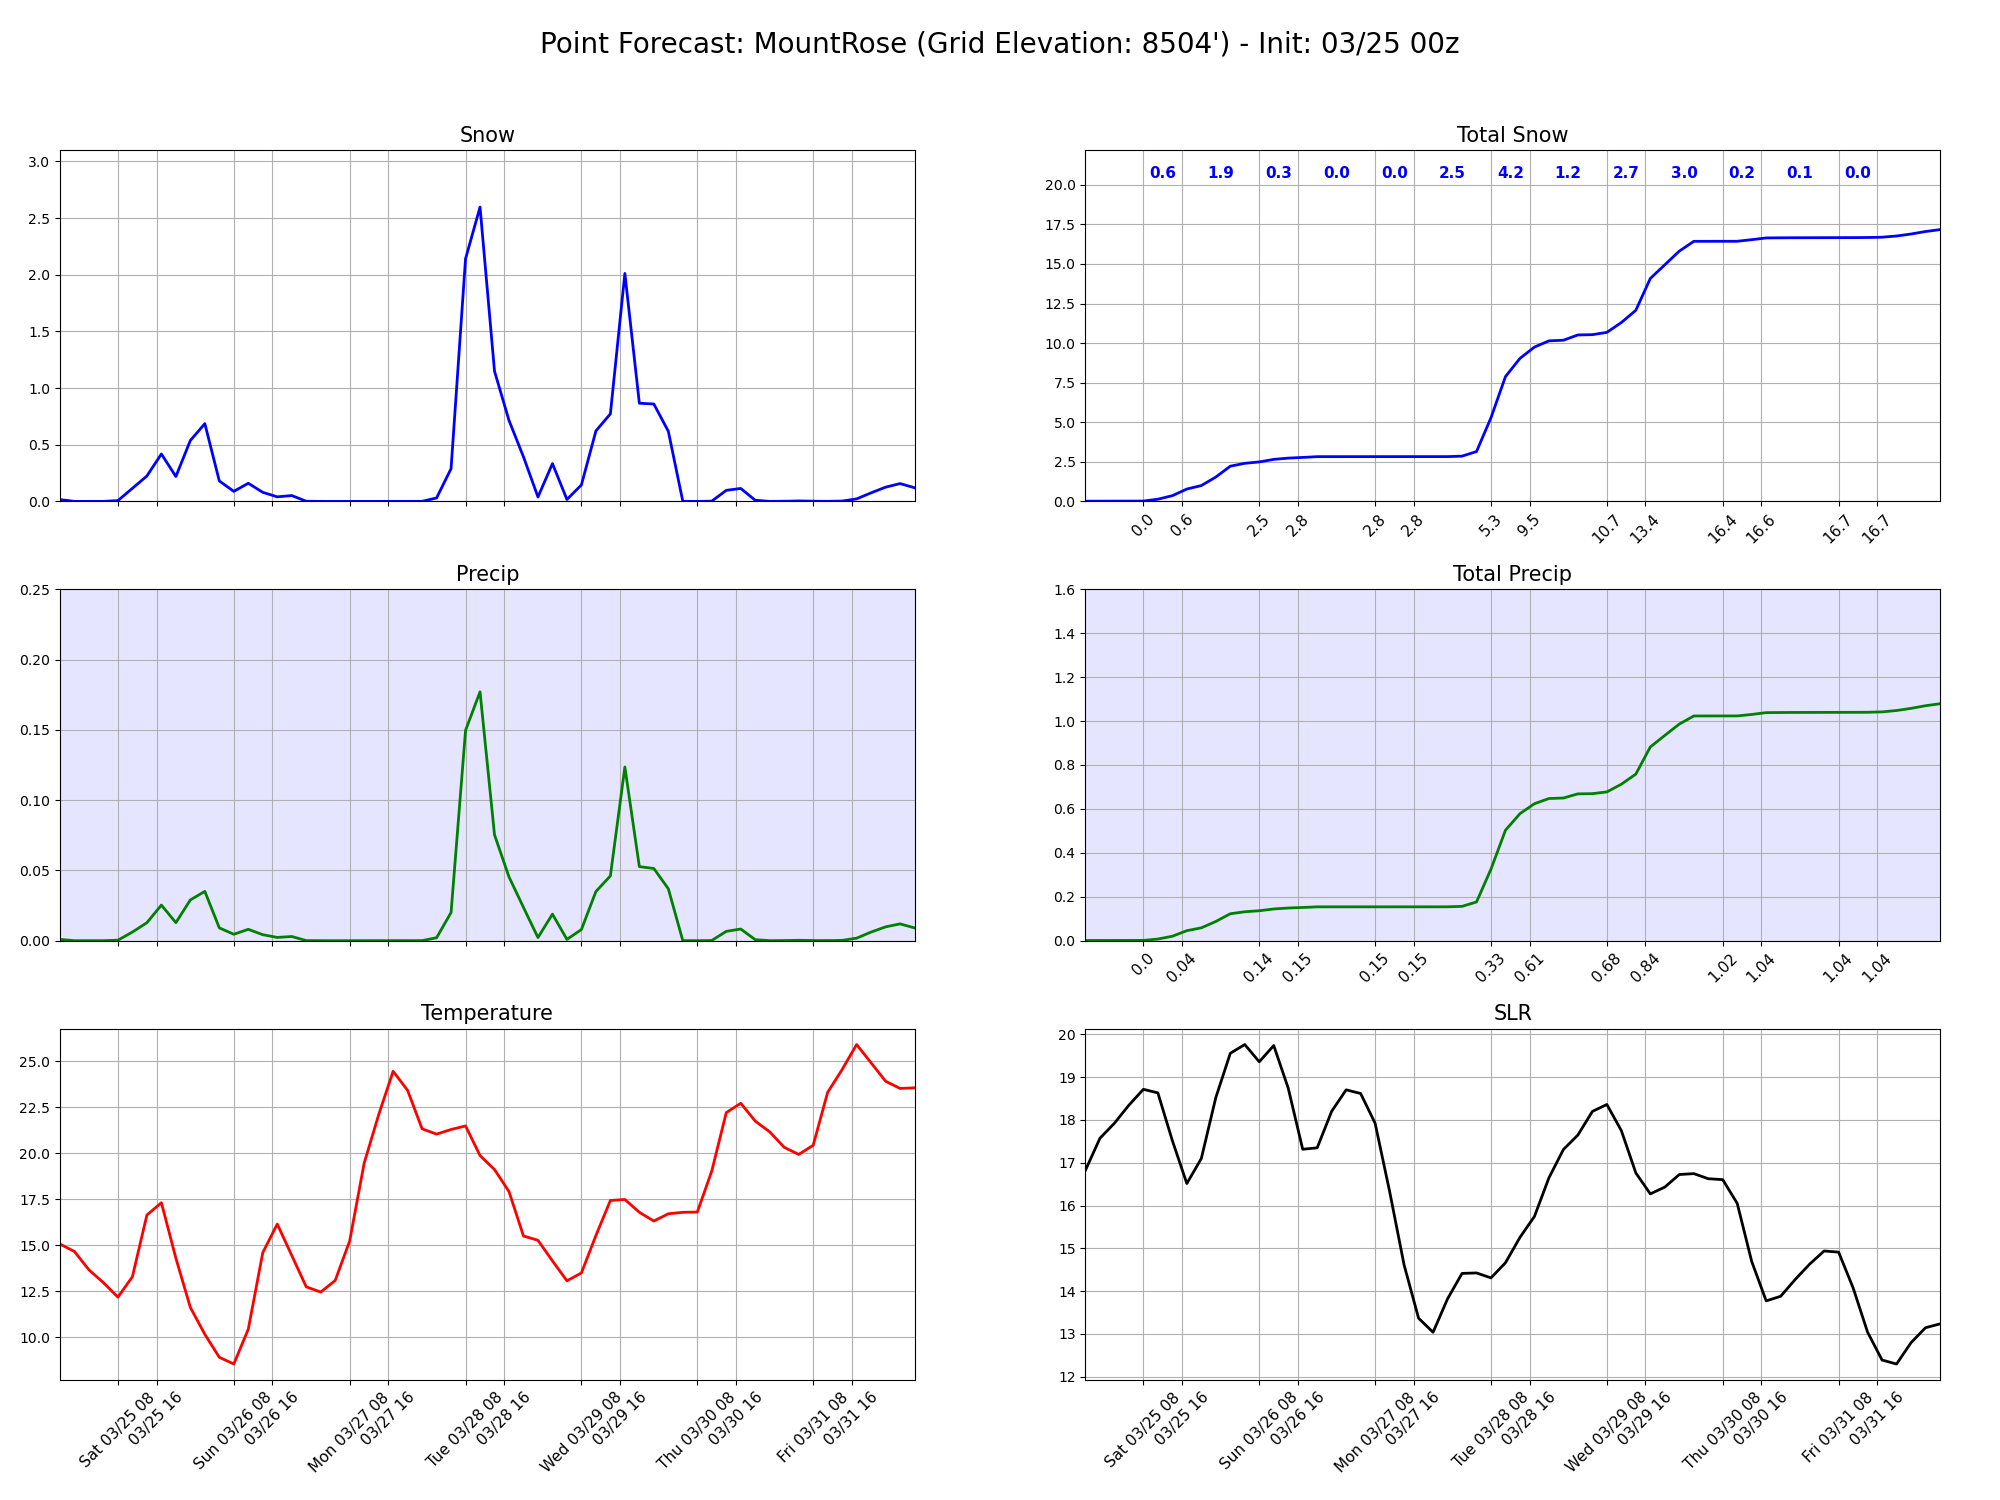 Point Forecast: MountRose (Grid Elevation: 8504') - Init: 03/25 00z
Snow
3.0
2.5
2.0
1.5
1.0
0.5
0.0
Total Snow
0.6 1.9 0.3 0.0 0.0 2.5 4.2 1.2 2.7 3.0 0.2 0.1 0.0
20.0
17.5
15.0
12.5
10.0
7.5
5.0
2.5
0.0
0.0 0.6 2.5 2.8 2.8 2.8 5.3 9.5 10.7 13.4 16.4 16.6 16.7 16.7
Precip
0.25
0.20
0.15
0.10
0.05
0.00
Total Precip
1.6
1.4
1.2
1.0
0.8
0.6
0.4
0.2
0.0
0.0 0.04 0.14 0.15 0.15 0.15 0.33 0.61 0.68 0.84 1.02 1.04 1.04 1.04
Temperature
25.0
22.5
20.0
17.5
15.0
12.5
10.0
Sat 03/25 08
03/25 16
Sun 03/26 08
03/26 16
Mon 03/27 08
03/27 16
Tue 03/28 08
03/28 16
Wed 03/29 08
03/29 16
Thu 03/30 08
03/30 16
Fri 03/31 08
03/31 16
SLR
20
19
18
17
16
15
14
13
12
Sat 03/25 08
03/25 16
Sun 03/26 08
03/26 16
Mon 03/27 08
03/27 16
Tue 03/28 08
03/28 16
Wed 03/29 08
03/29 16
Thu 03/30 08
03/30 16
Fri 03/31 08
03/31 16